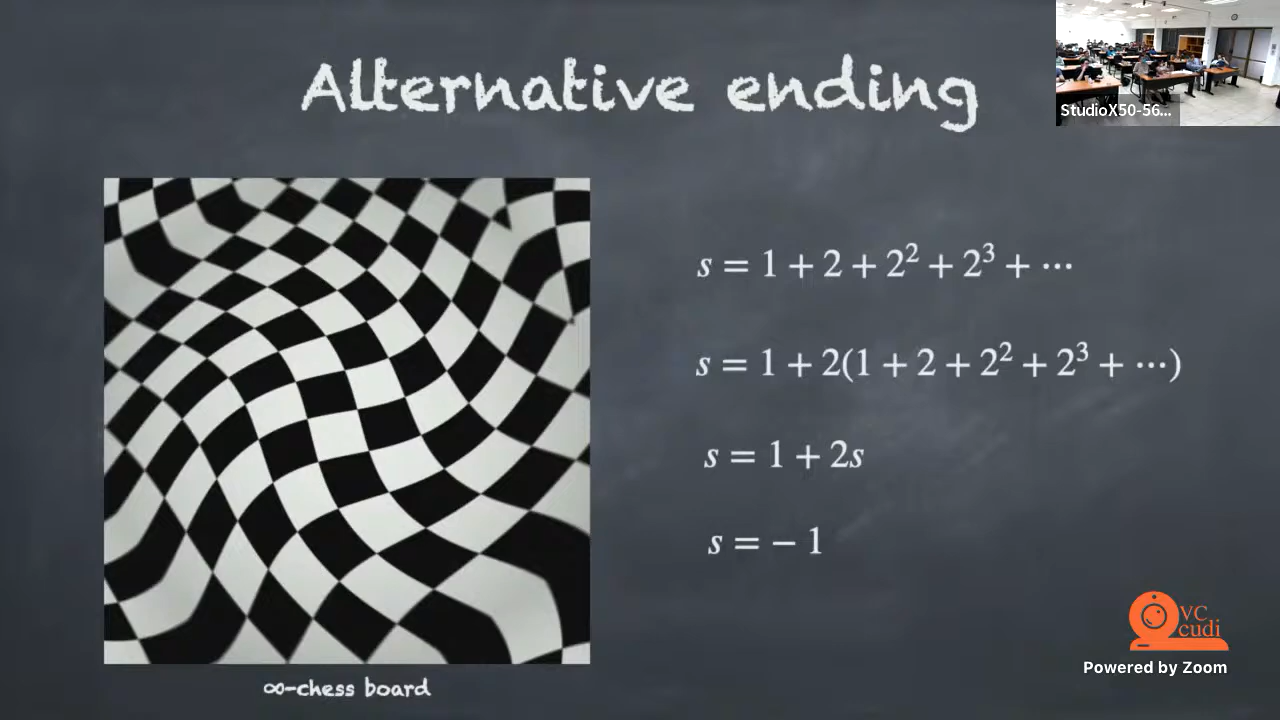 Alternative ending
StudioX50-56...
s = 1 + 2 + 2² + 2³ + ⋯
s = 1 + 2(1 + 2 + 2² + 2³ + ⋯)
s = 1 + 2s
s = − 1
∞-chess board
VC
cudi
Powered by Zoom